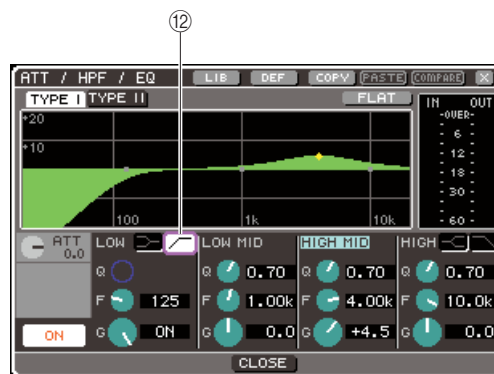 ⑫
ATT / HPF / EQ LIB DEF COPY PASTE COMPARE X
TYPE I TYPE II FLAT IN OUT
-OVER-
+20
+10
6
12
18
30
60
100 1k 10k
ATT 0.0 LOW LOW MID HIGH MID HIGH
Q Q 0.70 Q 0.70 Q 0.70
F 125 F 1.00k F 4.00k F 10.0k
ON G ON G 0.0 G +4.5 G 0.0
CLOSE